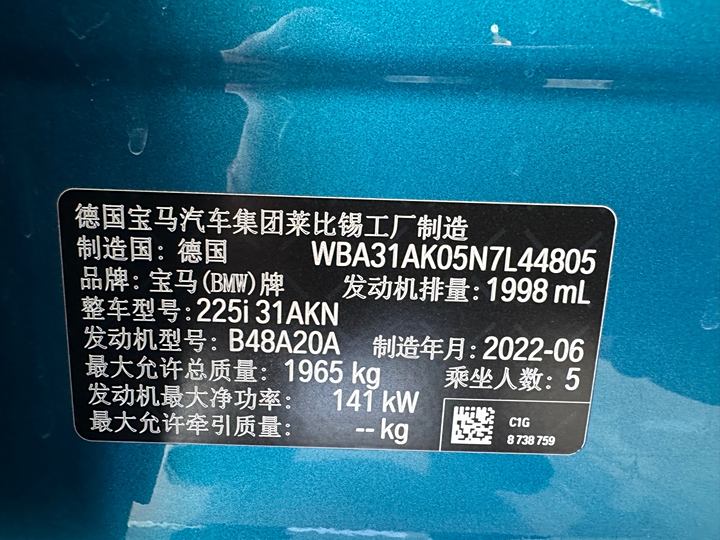 德国宝马汽车集团莱比锡工厂制造
制造国: 德国 WBA31AK05N7L44805
品牌: 宝马(BMW)牌 发动机排量: 1998 mL
整车型号: 225i 31AKN
发动机型号: B48A20A 制造年月: 2022-06
最大允许总质量: 1965 kg 乘坐人数: 5
发动机最大净功率: 141 kW
最大允许牵引质量: -- kg
C1G
8 738 759